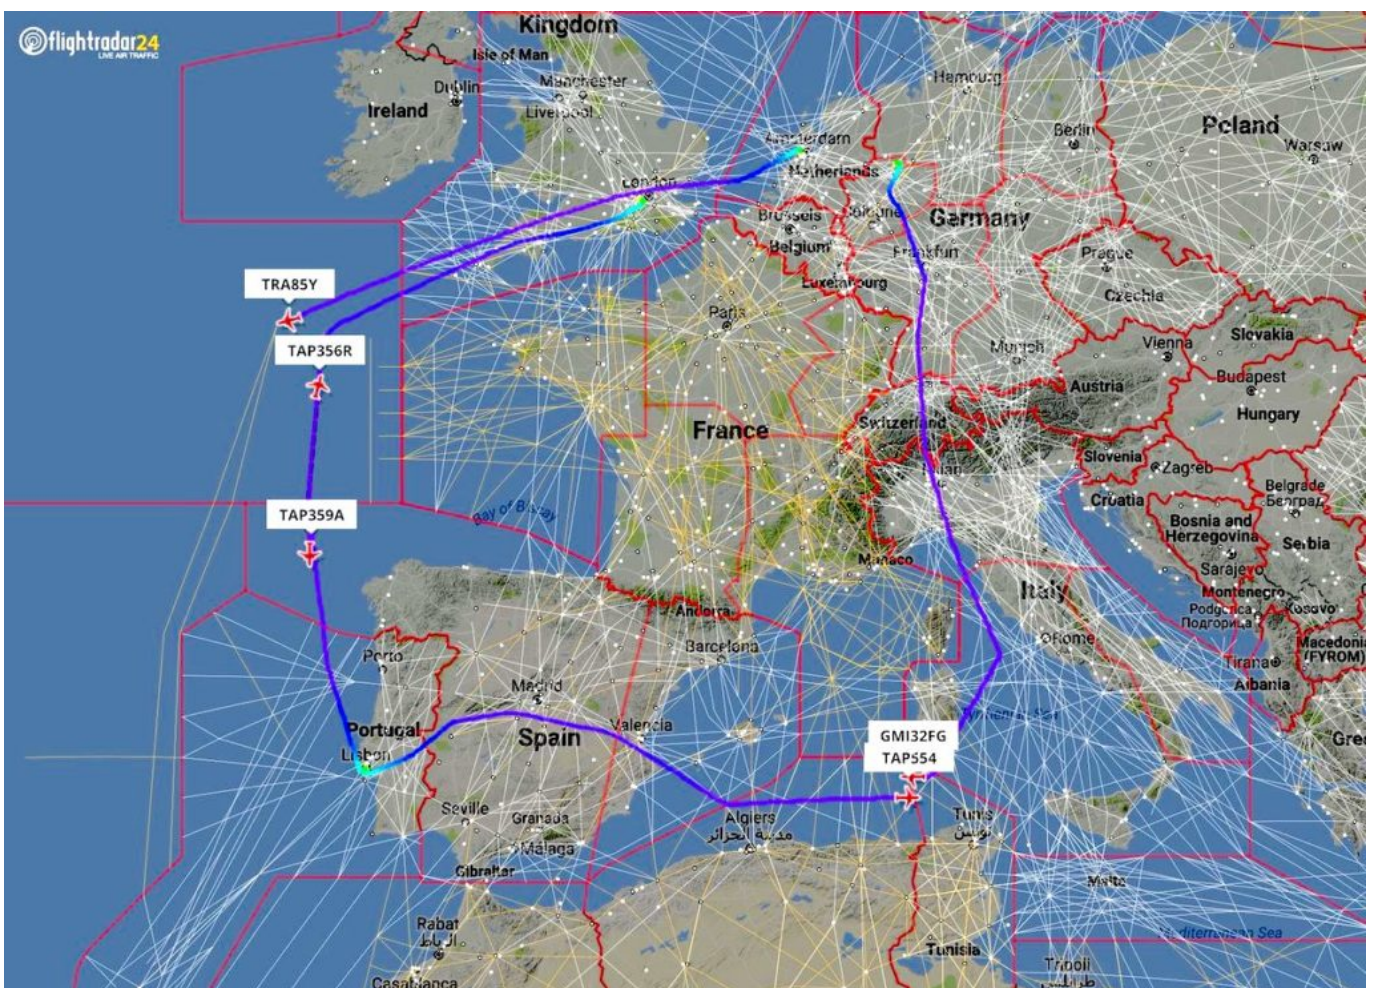 flightradar24
LIVE AIR TRAFFIC
Kingdom
Isle of Man
Dublin
Ireland
Manchester
Liverpool
Hamburg
Berlin
Poland
Warsaw
Amsterdam
Netherlands
London
Brussels
Belgium
Cologne
Germany
Frankfurt
Luxembourg
Prague
Czechia
TRA85Y
TAP356R
Paris
Munich
Vienna
Slovakia
Budapest
Austria
Hungary
France
Switzerland
Milan
Slovenia
Zagreb
Croatia
Belgrade
Београд
Bosnia and
Herzegovina
Serbia
Sarajevo
Montenegro
Podgorica
Подгорица
Kosovo
Macedonia
(FYROM)
Tirana
Albania
TAP359A
Bay of Biscay
Monaco
Andorra
Italy
Rome
Porto
Barcelona
Madrid
Portugal
Lisbon
Spain
Valencia
Tyrrhenian Sea
GMI32FG
TAP554
Gre
Seville
Granada
Málaga
Gibraltar
Algiers
مدينة الجزائر
Tunis
تونس
Malta
Rabat
الرباط
Casablanca
Tunisia
Mediterranean Sea
Tripoli
طرابلس